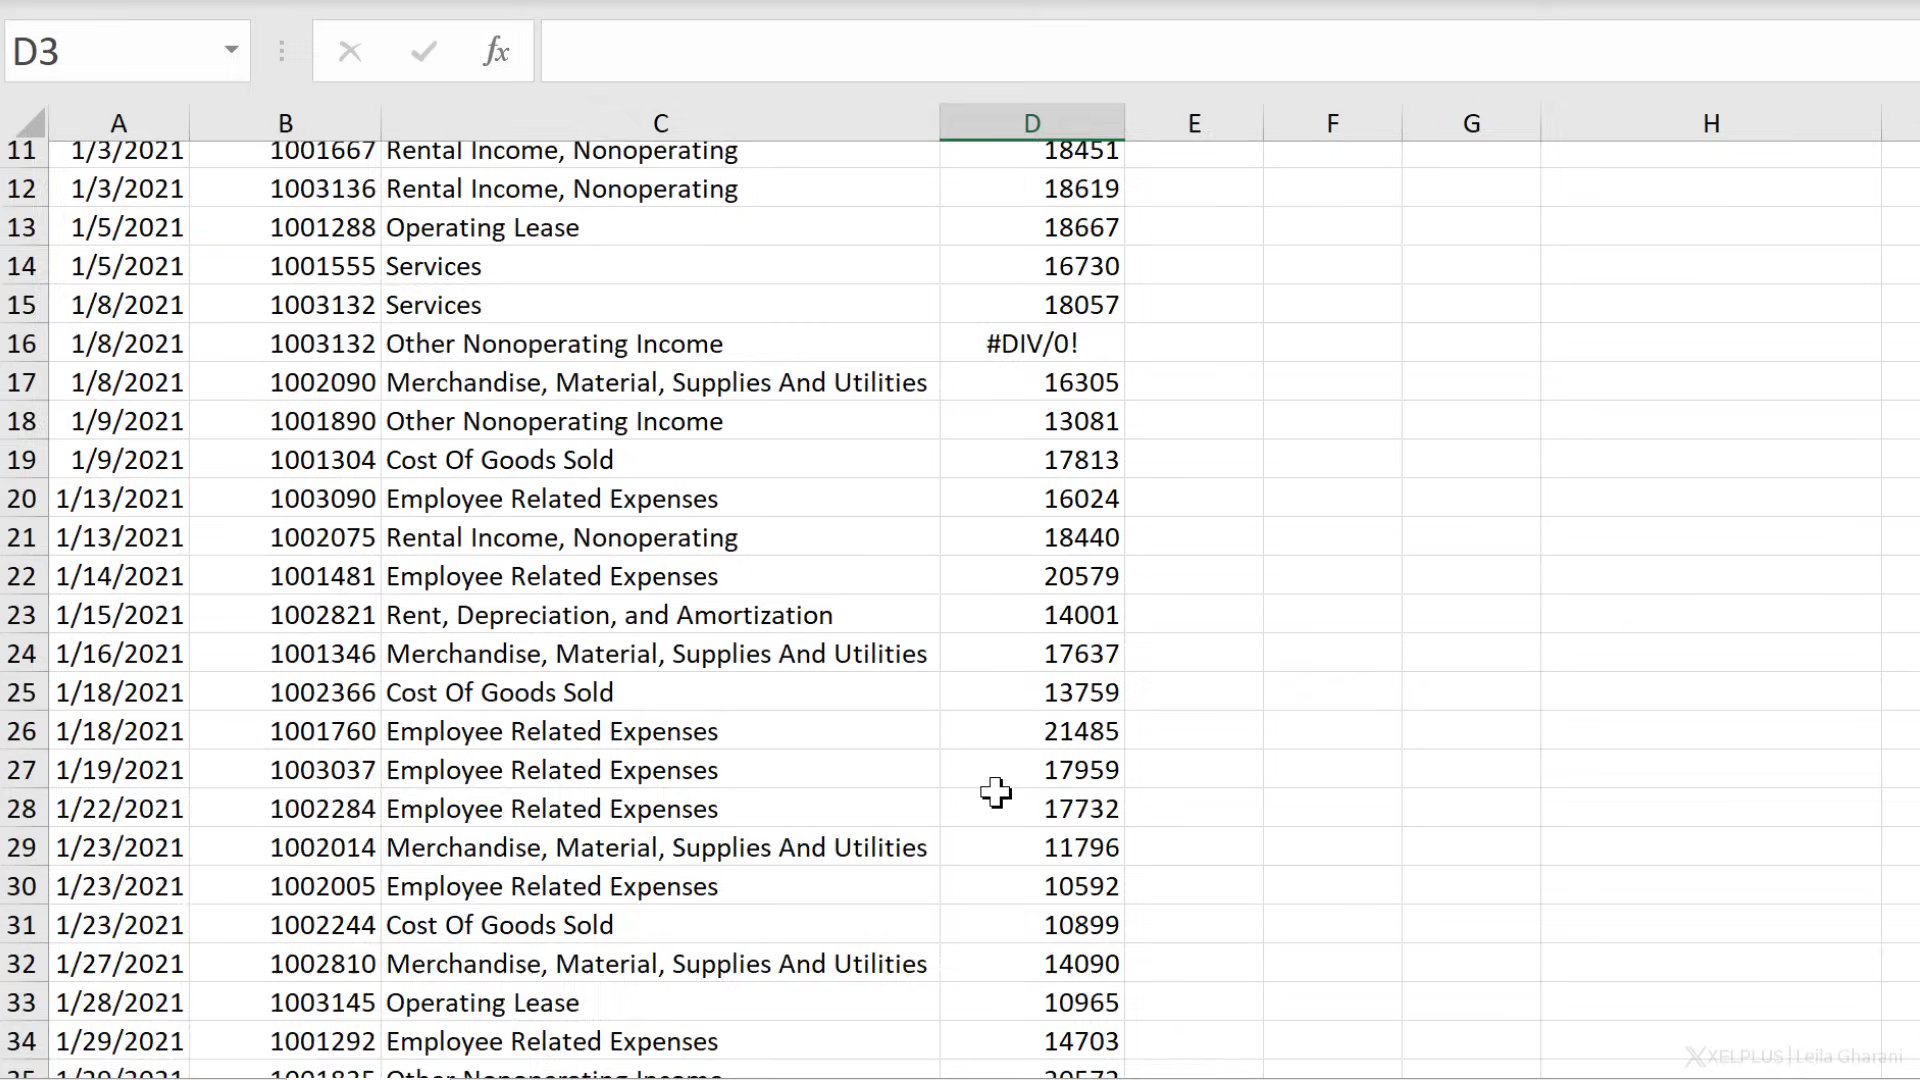 D3 fx
A B C D E F G H
11 1/3/2021 1001667 Rental Income, Nonoperating 18451
12 1/3/2021 1003136 Rental Income, Nonoperating 18619
13 1/5/2021 1001288 Operating Lease 18667
14 1/5/2021 1001555 Services 16730
15 1/8/2021 1003132 Services 18057
16 1/8/2021 1003132 Other Nonoperating Income #DIV/0!
17 1/8/2021 1002090 Merchandise, Material, Supplies And Utilities 16305
18 1/9/2021 1001890 Other Nonoperating Income 13081
19 1/9/2021 1001304 Cost Of Goods Sold 17813
20 1/13/2021 1003090 Employee Related Expenses 16024
21 1/13/2021 1002075 Rental Income, Nonoperating 18440
22 1/14/2021 1001481 Employee Related Expenses 20579
23 1/15/2021 1002821 Rent, Depreciation, and Amortization 14001
24 1/16/2021 1001346 Merchandise, Material, Supplies And Utilities 17637
25 1/18/2021 1002366 Cost Of Goods Sold 13759
26 1/18/2021 1001760 Employee Related Expenses 21485
27 1/19/2021 1003037 Employee Related Expenses 17959
28 1/22/2021 1002284 Employee Related Expenses 17732
29 1/23/2021 1002014 Merchandise, Material, Supplies And Utilities 11796
30 1/23/2021 1002005 Employee Related Expenses 10592
31 1/23/2021 1002244 Cost Of Goods Sold 10899
32 1/27/2021 1002810 Merchandise, Material, Supplies And Utilities 14090
33 1/28/2021 1003145 Operating Lease 10965
34 1/29/2021 1001292 Employee Related Expenses 14703
XELPLUS | Leila Gharani